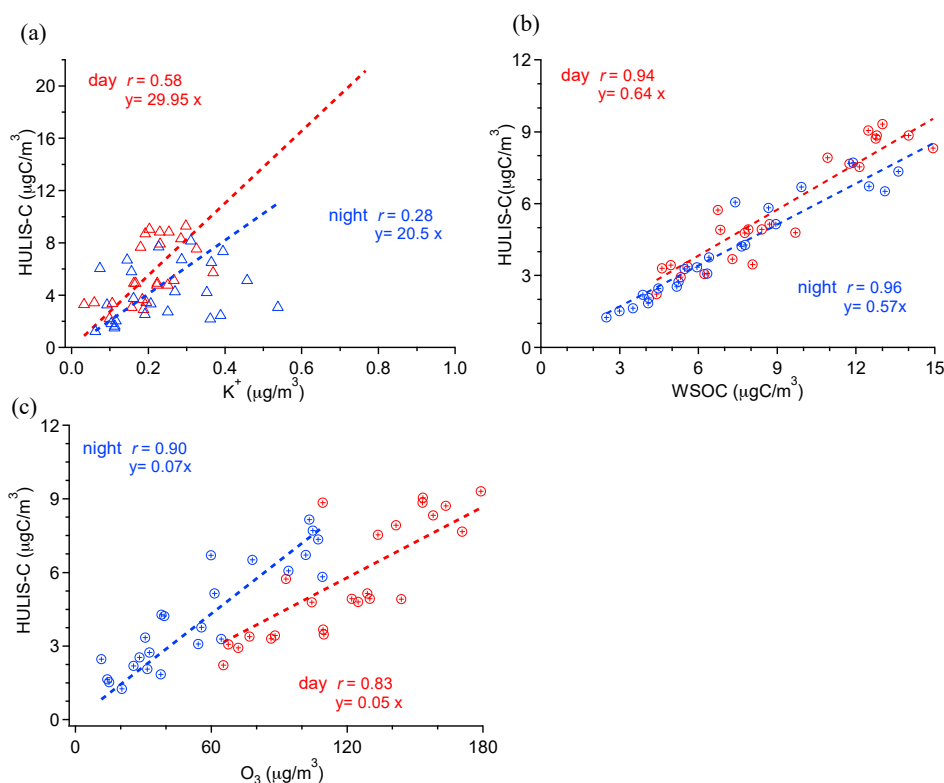 (a)
HULIS-C (μgC/m³)
20
16
12
8
4
0
day r = 0.58
y= 29.95 x
night r = 0.28
y= 20.5 x
0.0 0.2 0.4 0.6 0.8 1.0
K⁺ (μg/m³)
(b)
HULIS-C(μgC/m³)
12
9
6
3
0
day r = 0.94
y= 0.64 x
night r = 0.96
y= 0.57x
0 3 6 9 12 15
WSOC (μgC/m³)
(c)
HULIS-C (μgC/m³)
12
9
6
3
0
night r = 0.90
y= 0.07x
day r = 0.83
y= 0.05 x
0 60 120 180
O₃ (μg/m³)